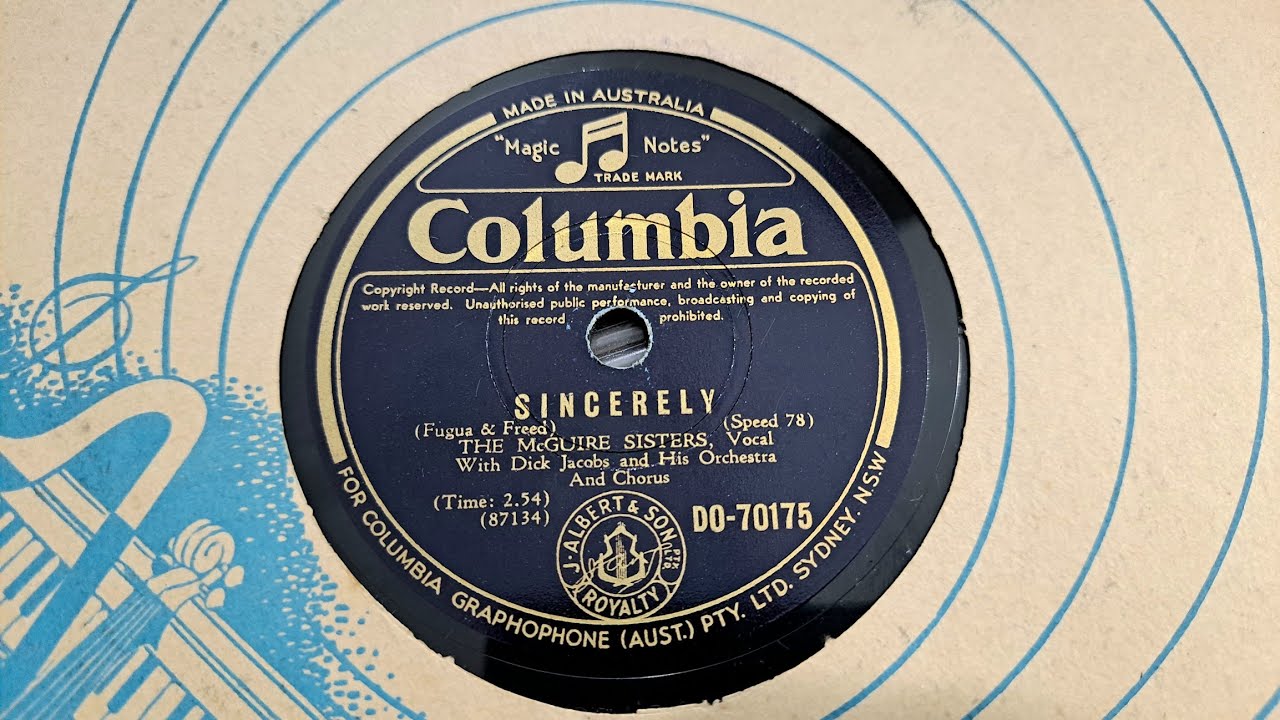 MADE IN AUSTRALIA
"Magic Notes"
TRADE MARK
Columbia
Copyright Record—All rights of the manufacturer and the owner of the recorded
work reserved. Unauthorised public performance, broadcasting and copying of
this record prohibited.
SINCERELY
(Fugua & Freed) (Speed 78)
THE McGUIRE SISTERS, Vocal
With Dick Jacobs and His Orchestra
And Chorus
(Time: 2.54)
(87134)
DO-70175
J. ALBERT & SON PTY LTD
ROYALTY
FOR COLUMBIA GRAPHOPHONE (AUST.) PTY. LTD. SYDNEY. N.S.W